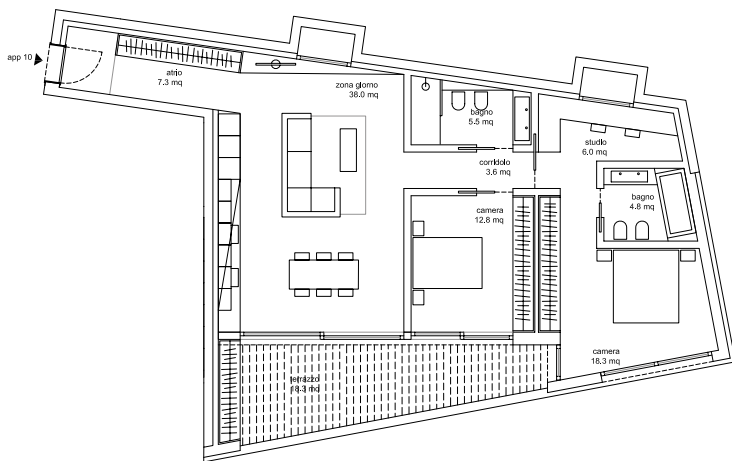 app 10
atrio
7.3 mq
zona giorno
38.0 mq
bagno
5.5 mq
corridoio
3.6 mq
studio
6.0 mq
bagno
4.8 mq
camera
12.8 mq
camera
18.3 mq
terrazzo
18.3 mq